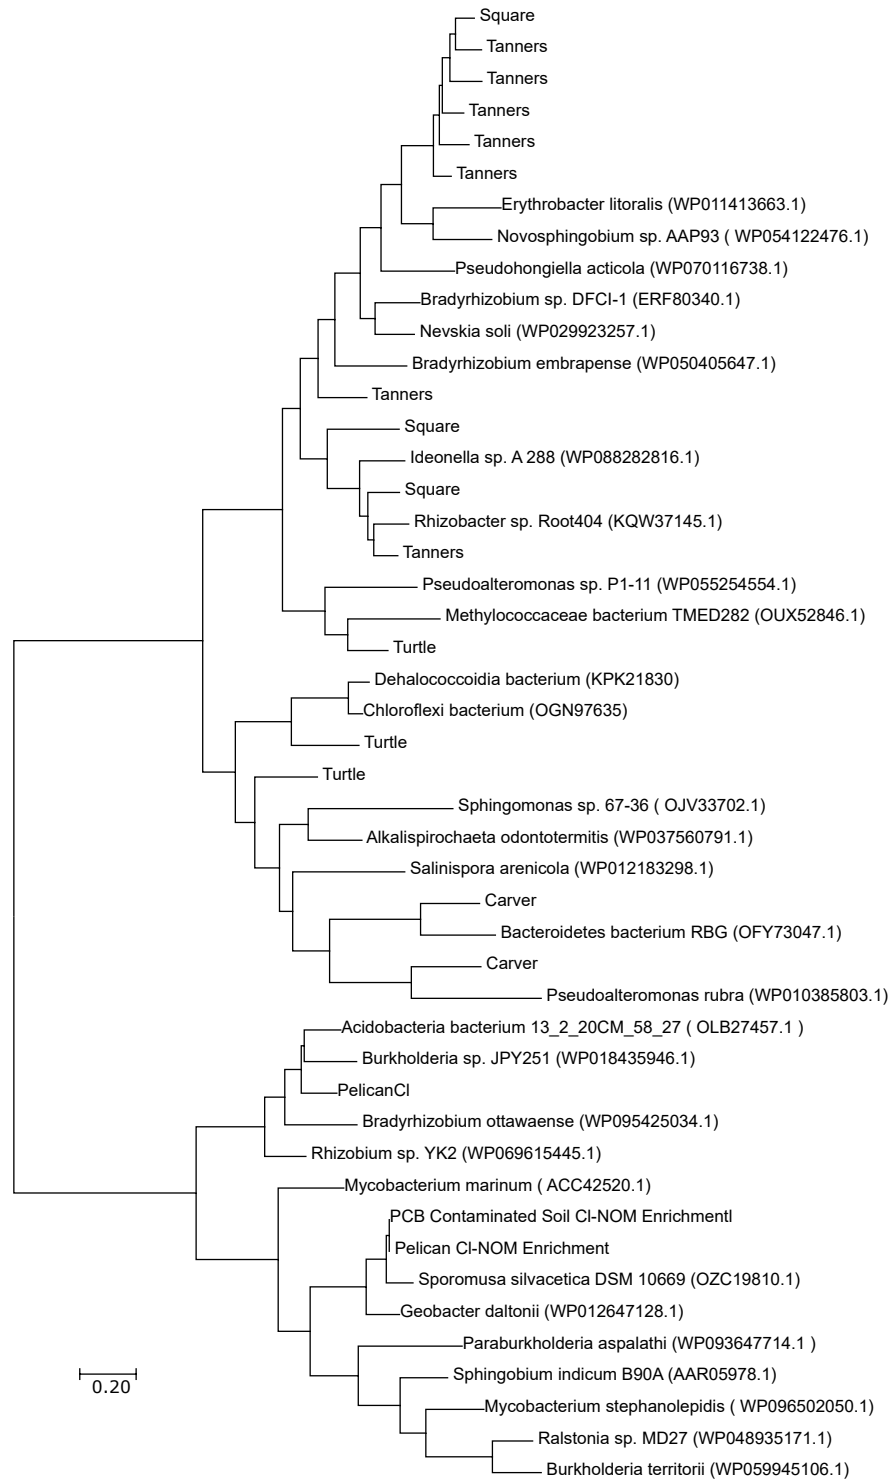 Square
Tanners
Tanners
Tanners
Tanners
Tanners
Erythrobacter litoralis (WP011413663.1)
Novosphingobium sp. AAP93 ( WP054122476.1)
Pseudohongiella acticola (WP070116738.1)
Bradyrhizobium sp. DFCI-1 (ERF80340.1)
Nevskia soli (WP029923257.1)
Bradyrhizobium embrapense (WP050405647.1)
Tanners
Square
Ideonella sp. A 288 (WP088282816.1)
Square
Rhizobacter sp. Root404 (KQW37145.1)
Tanners
Pseudoalteromonas sp. P1-11 (WP055254554.1)
Methylococcaceae bacterium TMED282 (OUX52846.1)
Turtle
Dehalococcoidia bacterium (KPK21830)
Chloroflexi bacterium (OGN97635)
Turtle
Turtle
Sphingomonas sp. 67-36 ( OJV33702.1)
Alkalispirochaeta odontotermitis (WP037560791.1)
Salinispora arenicola (WP012183298.1)
Carver
Bacteroidetes bacterium RBG (OFY73047.1)
Carver
Pseudoalteromonas rubra (WP010385803.1)
Acidobacteria bacterium 13_2_20CM_58_27 ( OLB27457.1 )
Burkholderia sp. JPY251 (WP018435946.1)
PelicanCl
Bradyrhizobium ottawaense (WP095425034.1)
Rhizobium sp. YK2 (WP069615445.1)
Mycobacterium marinum ( ACC42520.1)
PCB Contaminated Soil Cl-NOM Enrichmentl
Pelican Cl-NOM Enrichment
Sporomusa silvacetica DSM 10669 (OZC19810.1)
Geobacter daltonii (WP012647128.1)
Paraburkholderia aspalathi (WP093647714.1 )
Sphingobium indicum B90A (AAR05978.1)
Mycobacterium stephanolepidis ( WP096502050.1)
Ralstonia sp. MD27 (WP048935171.1)
Burkholderia territorii (WP059945106.1)
0.20